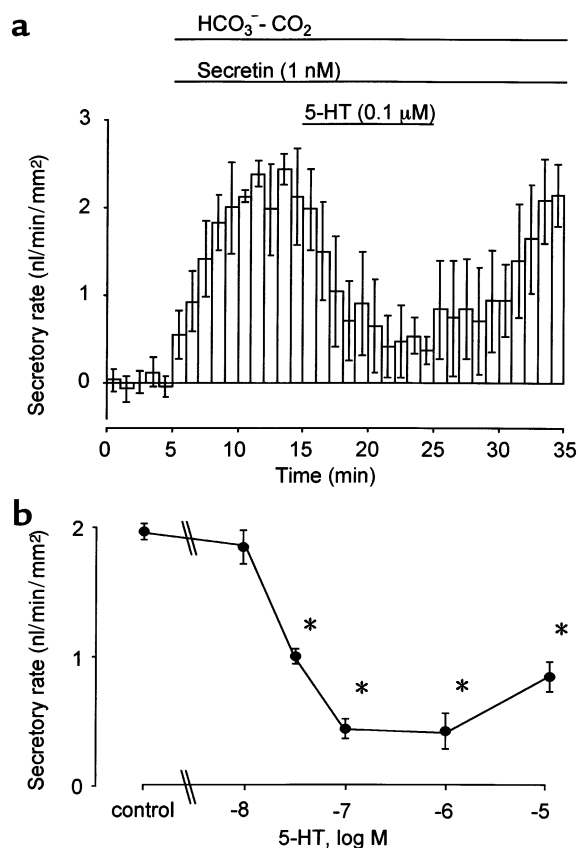 a
HCO₃⁻- CO₂
Secretin (1 nM)
5-HT (0.1 µM)
Secretory rate (nl/min/mm²)
3
2
1
0
0 5 10 15 20 25 30 35
Time (min)
b
Secretory rate (nl/min/mm²)
2
1
0
*
*
*
*
control -8 -7 -6 -5
5-HT, log M